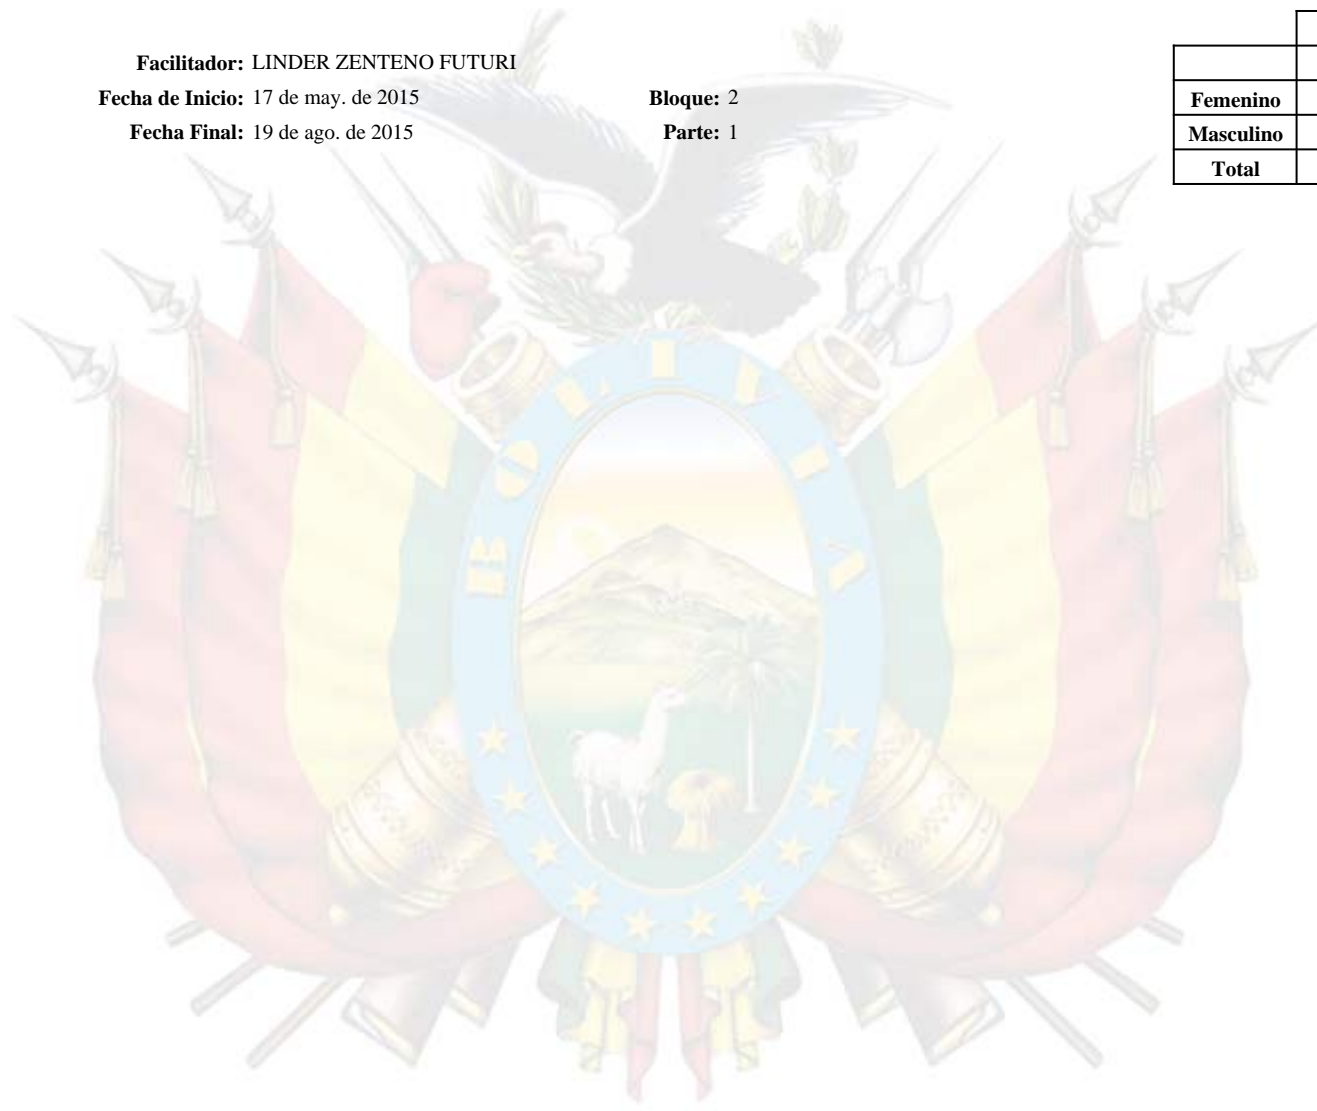 Facilitador: LINDER ZENTENO FUTURI
Fecha de Inicio: 17 de may. de 2015 Bloque: 2
Fecha Final: 19 de ago. de 2015 Parte: 1
Femenino
Masculino
Total
BOLIVIA